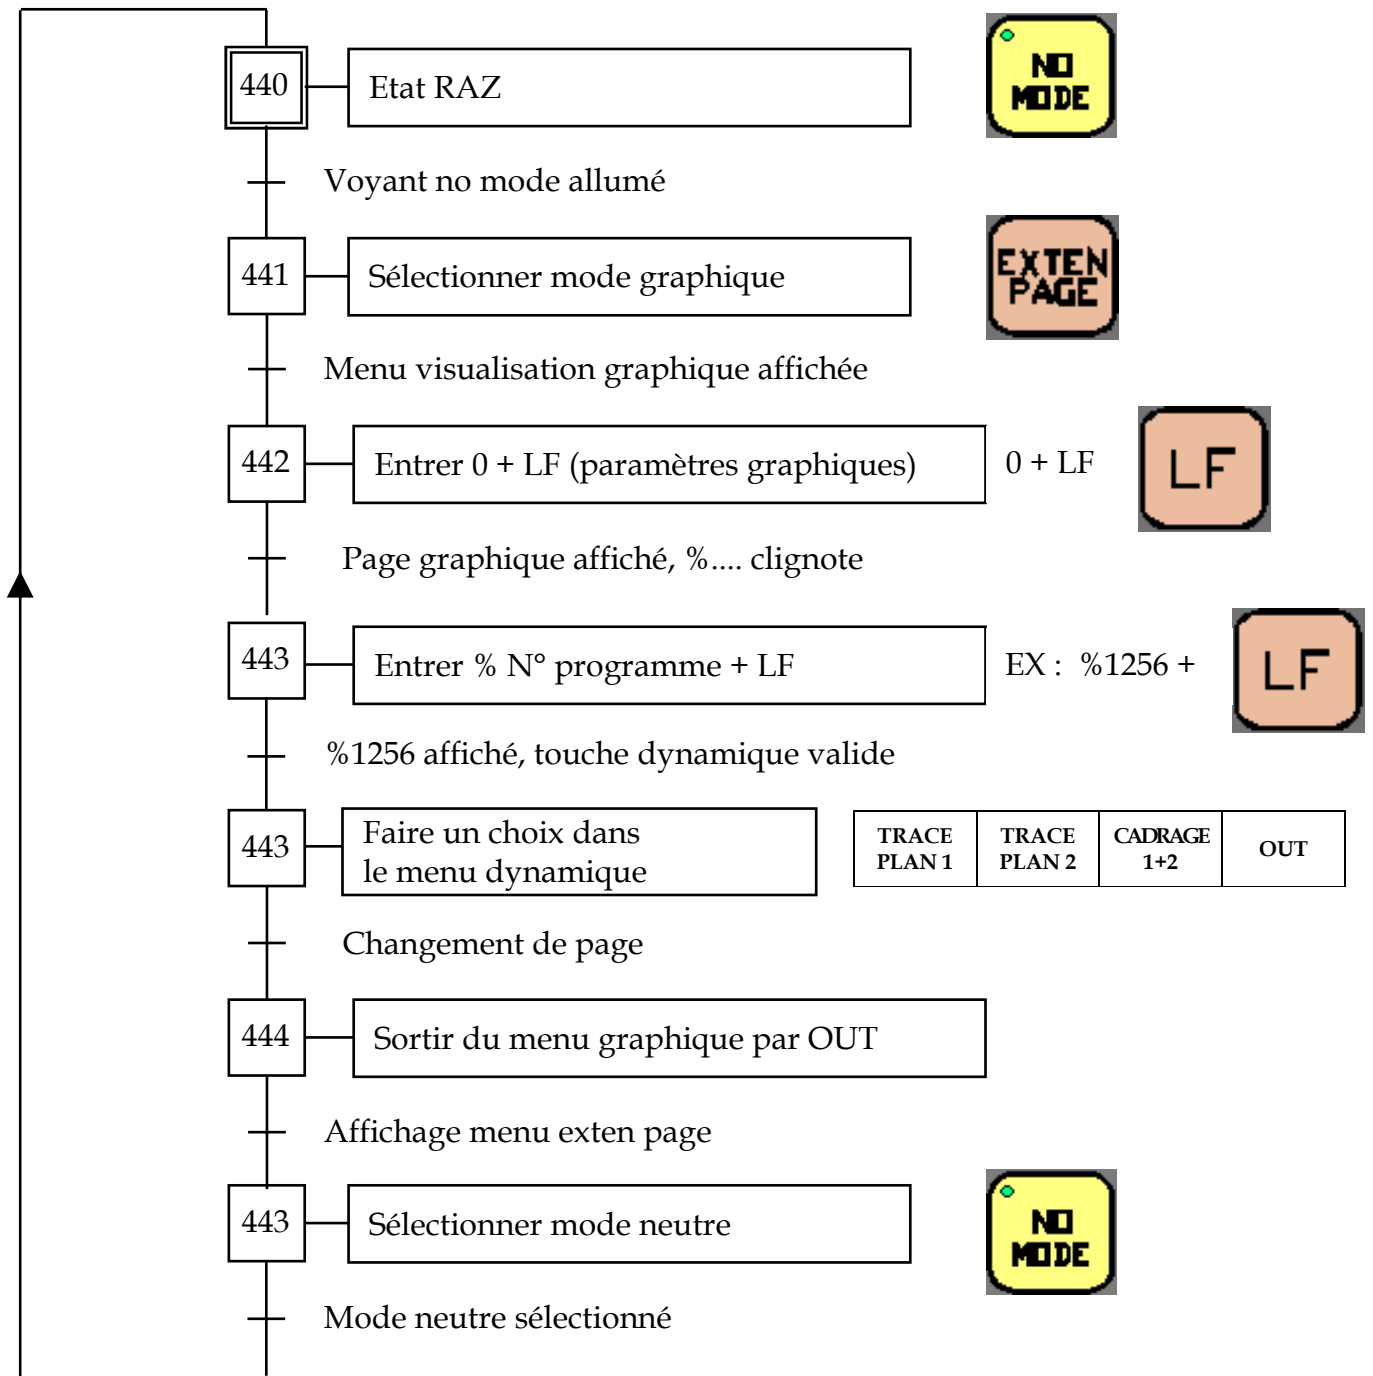 440
Etat RAZ
NO
MODE
Voyant no mode allumé
441
Sélectionner mode graphique
EXTEN
PAGE
Menu visualisation graphique affichée
442
Entrer 0 + LF (paramètres graphiques)
0 + LF
LF
Page graphique affiché, %.... clignote
443
Entrer % N° programme + LF
EX : %1256 +
LF
%1256 affiché, touche dynamique valide
443
Faire un choix dans
le menu dynamique
TRACE
PLAN 1
TRACE
PLAN 2
CADRAGE
1+2
OUT
Changement de page
444
Sortir du menu graphique par OUT
Affichage menu exten page
443
Sélectionner mode neutre
NO
MODE
Mode neutre sélectionné